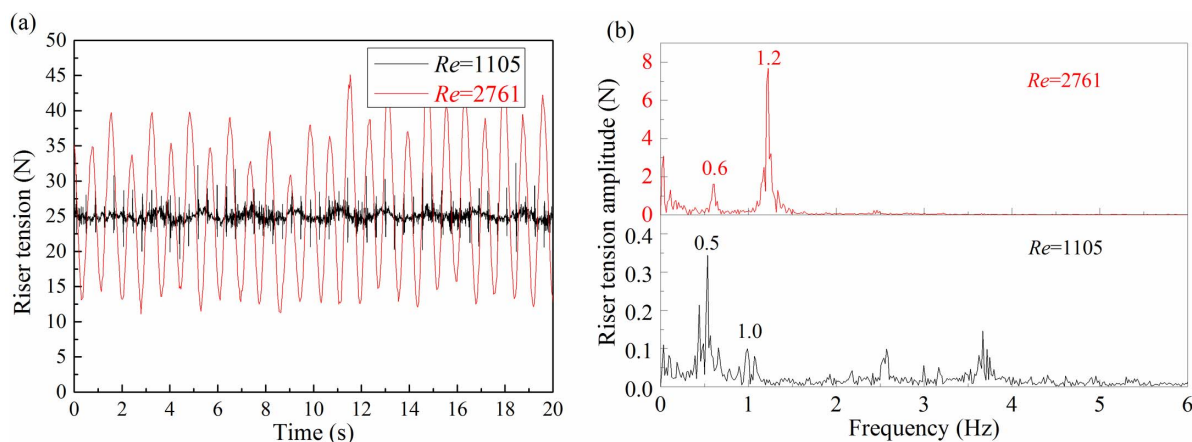 (a)
Riser tension (N)
50
45
40
35
30
25
20
15
10
5
0
Re=1105
Re=2761
0 2 4 6 8 10 12 14 16 18 20
Time (s)
(b)
Riser tension amplitude (N)
8
6
4
2
0
1.2
0.6
Re=2761
0.4
0.3
0.2
0.1
0.0
0.5
1.0
Re=1105
0 1 2 3 4 5 6
Frequency (Hz)